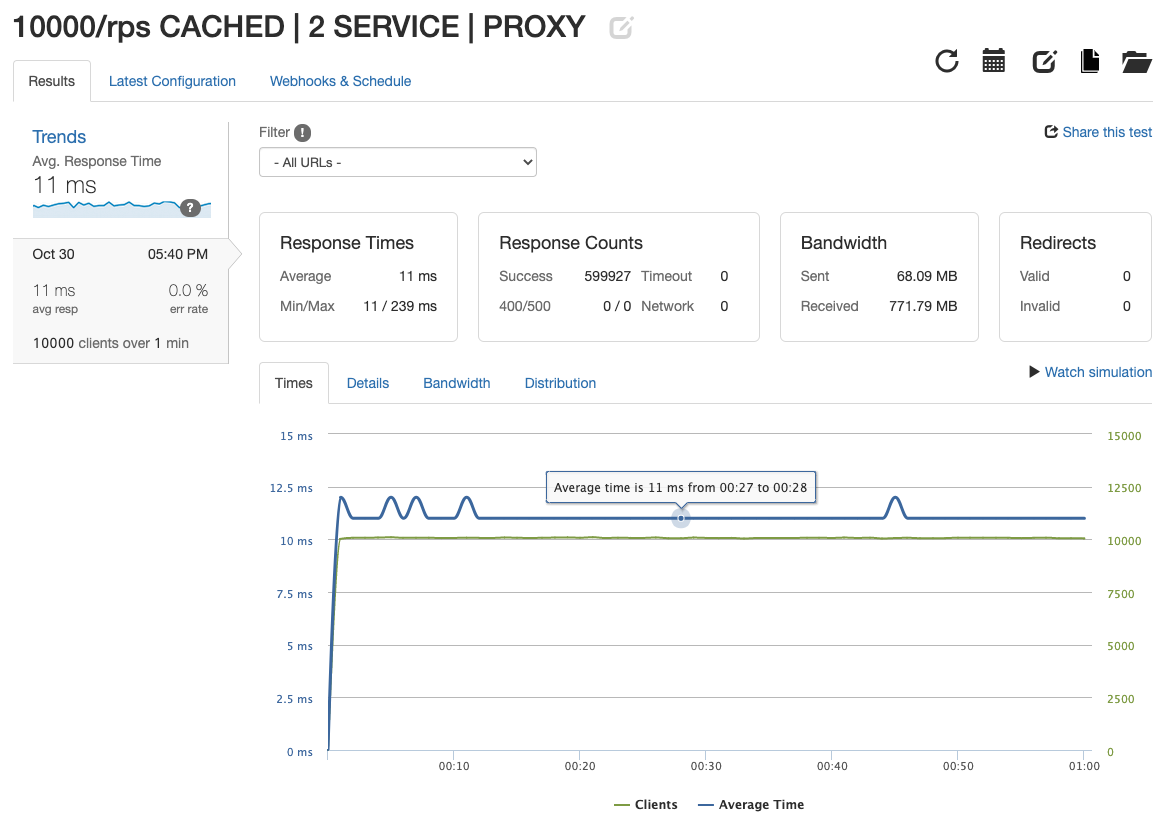 10000/rps CACHED | 2 SERVICE | PROXY
Results Latest Configuration Webhooks & Schedule
Trends
Avg. Response Time
11 ms
?
Oct 30 05:40 PM
11 ms 0.0 %
avg resp err rate
10000 clients over 1 min
Filter !
- All URLs -
Share this test
Response Times
Average 11 ms
Min/Max 11 / 239 ms
Response Counts
Success 599927 Timeout 0
400/500 0 / 0 Network 0
Bandwidth
Sent 68.09 MB
Received 771.79 MB
Redirects
Valid 0
Invalid 0
Times Details Bandwidth Distribution
Watch simulation
15 ms 15000
12.5 ms 12500
Average time is 11 ms from 00:27 to 00:28
10 ms 10000
7.5 ms 7500
5 ms 5000
2.5 ms 2500
0 ms 0
00:10 00:20 00:30 00:40 00:50 01:00
Clients Average Time